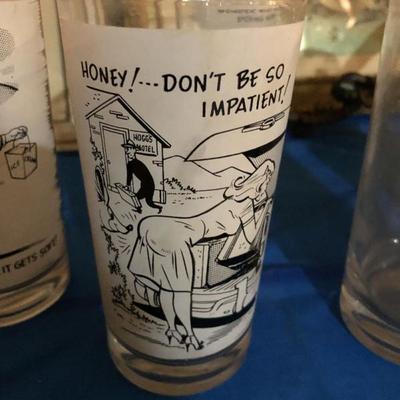 HONEY!--- DON'T BE SO
IMPATIENT!
HOGGS
MOTEL
IT GETS SOFT!